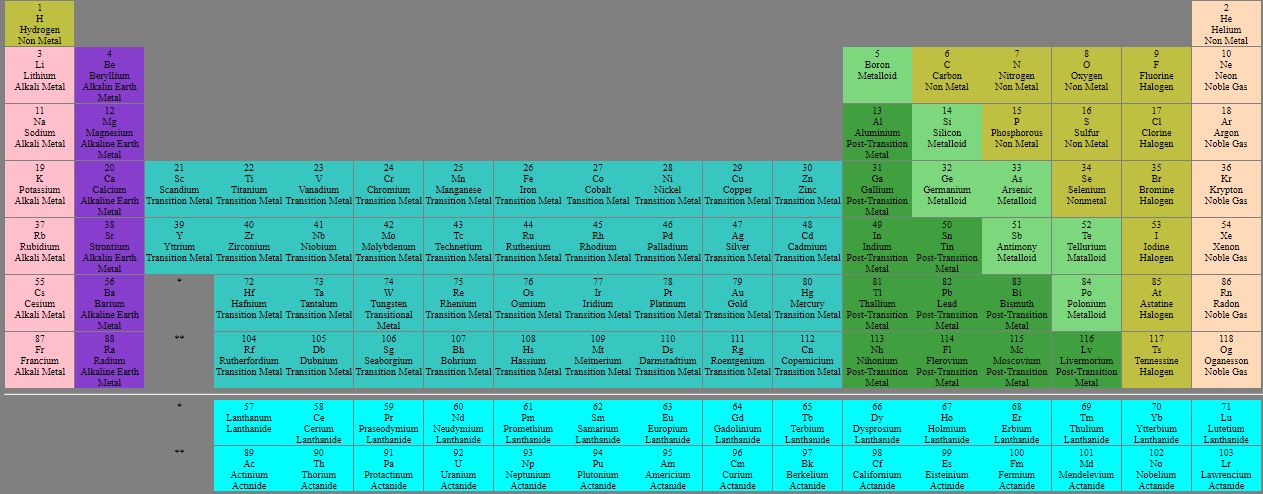 1
H
Hydrogen
Non Metal
2
He
Helium
Non Metal
3
Li
Lithium
Alkali Metal
4
Be
Beryllium
Alkalin Earth
Metal
5
Boron
Metalloid
6
C
Carbon
Non Metal
7
N
Nitrogen
Non Metal
8
O
Oxygen
Non Metal
9
F
Fluorine
Halogen
10
Ne
Neon
Noble Gas
11
Na
Sodium
Alkali Metal
12
Mg
Magnesium
Alkaline Earth
Metal
13
Al
Aluminium
Post-Transition
Metal
14
Si
Silicon
Metalloid
15
P
Phosphorous
Non Metal
16
S
Sulfur
Non Metal
17
Cl
Clorine
Halogen
18
Ar
Argon
Noble Gas
19
K
Potassium
Alkali Metal
20
Ca
Calcium
Alkaline Earth
Metal
21
Sc
Scandium
Transition Metal
22
Ti
Titanium
Transition Metal
23
V
Vanadium
Transition Metal
24
Cr
Chromium
Transition Metal
25
Mn
Manganese
Transition Metal
26
Fe
Iron
Transition Metal
27
Co
Cobalt
Tansition Metal
28
Ni
Nickel
Transition Metal
29
Cu
Copper
Transition Metal
30
Zn
Zinc
Transition Metal
31
Ga
Gallium
Post-Transition
Metal
32
Ge
Germanium
Metalloid
33
As
Arsenic
Metalloid
34
Se
Selenium
Nonmetal
35
Br
Bromine
Halogen
36
Kr
Krypton
Noble Gas
37
Rb
Rubidium
Alkali Metal
38
Sr
Strontium
Alkalin Earth
Metal
39
Y
Yttrium
Transition Metal
40
Zr
Zirconium
Transition Metal
41
Nb
Niobium
Transition Metal
42
Mo
Molybdenum
Transition Metal
43
Tc
Technetium
Transition Metal
44
Ru
Ruthenium
Transition Metal
45
Rh
Rhodium
Transition Metal
46
Pd
Palladium
Transition Metal
47
Ag
Silver
Transition Metal
48
Cd
Cadmium
Transition Metal
49
In
Indium
Post-Transition
Metal
50
Sn
Tin
Post-Transition
Metal
51
Sb
Antimony
Metalloid
52
Te
Tellurium
Metalloid
53
I
Iodine
Halogen
54
Xe
Xenon
Noble Gas
55
Cs
Cesium
Alkali Metal
56
Ba
Barium
Alkaline Earth
Metal
*
72
Hf
Hafnium
Transition Metal
73
Ta
Tantalum
Transition Metal
74
W
Tungsten
Transitional
Metal
75
Re
Rhenium
Transition Metal
76
Os
Osmium
Transition Metal
77
Ir
Iridium
Transition Metal
78
Pt
Platinum
Transition Metal
79
Au
Gold
Transition Metal
80
Hg
Mercury
Transition Metal
81
Tl
Thallium
Post-Transition
Metal
82
Pb
Lead
Post-Transition
Metal
83
Bi
Bismuth
Post-Transition
Metal
84
Po
Polonium
Metalloid
85
At
Astatine
Halogen
86
Rn
Radon
Noble Gas
87
Fr
Francium
Alkali Metal
88
Ra
Radium
Alkaline Earth
Metal
**
104
Rf
Rutherfordium
Transition Metal
105
Db
Dubnium
Transition Metal
106
Sg
Seaborgium
Transition Metal
107
Bh
Bohrium
Transition Metal
108
Hs
Hassium
Transition Metal
109
Mt
Meitnerium
Transition Metal
110
Ds
Darmstadtium
Transition Metal
111
Rg
Roentgenium
Transition Metal
112
Cn
Copernicium
Transition Metal
113
Nh
Nihonium
Post-Transition
Metal
114
Fl
Flerovium
Post-Transition
Metal
115
Mc
Moscovium
Post-Transition
Metal
116
Lv
Livermorium
Post-Transition
Metal
117
Ts
Tennessine
Halogen
118
Og
Oganesson
Noble Gas
*
57
Lanthanum
Lanthanide
58
Ce
Cerium
Lanthanide
59
Pr
Praseodymium
Lanthanide
60
Nd
Neudymium
Lanthanide
61
Pm
Promethium
Lanthanide
62
Sm
Samarium
Lanthanide
63
Eu
Europium
Lanthanide
64
Gd
Gadolinium
Lanthanide
65
Tb
Terbium
Lanthanide
66
Dy
Dysprosium
Lanthanide
67
Ho
Holmium
Lanthanide
68
Er
Erbium
Lanthanide
69
Tm
Thulium
Lanthanide
70
Yb
Ytterbium
Lanthanide
71
Lu
Lutetium
Lanthanide
**
89
Ac
Actinium
Actinide
90
Th
Thorium
Actanide
91
Pa
Protactinum
Actanide
92
U
Uranium
Actanide
93
Np
Neptunium
Actanide
94
Pu
Plutonium
Actanide
95
Am
Americium
Actanide
96
Cm
Curium
Actanide
97
Bk
Berkelium
Actanide
98
Cf
Californium
Actanide
99
Es
Eisteinium
Actanide
100
Fm
Fermium
Actanide
101
Md
Mendelevium
Actanide
102
No
Nobelium
Actanide
103
Lr
Lawrencium
Actanide